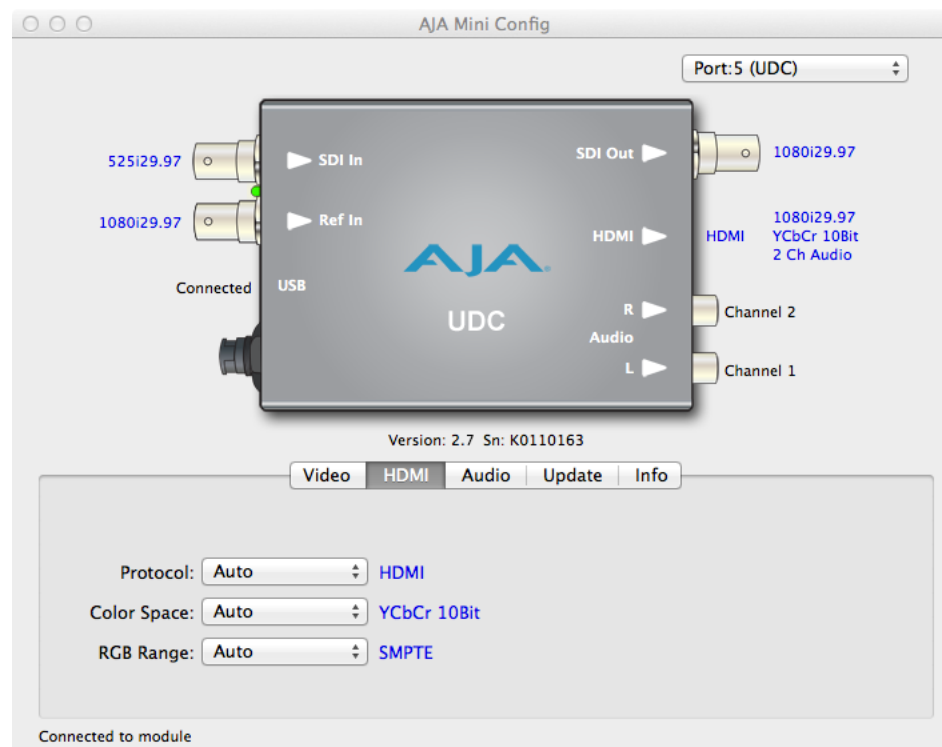 AJA Mini Config
Port:5 (UDC)
525i29.97
SDI In
SDI Out
1080i29.97
1080i29.97
Ref In
HDMI
HDMI
1080i29.97
YCbCr 10Bit
2 Ch Audio
AJA
Connected
USB
UDC
R
Channel 2
Audio
L
Channel 1
Version: 2.7 Sn: K0110163
Video HDMI Audio Update Info
Protocol: Auto HDMI
Color Space: Auto YCbCr 10Bit
RGB Range: Auto SMPTE
Connected to module